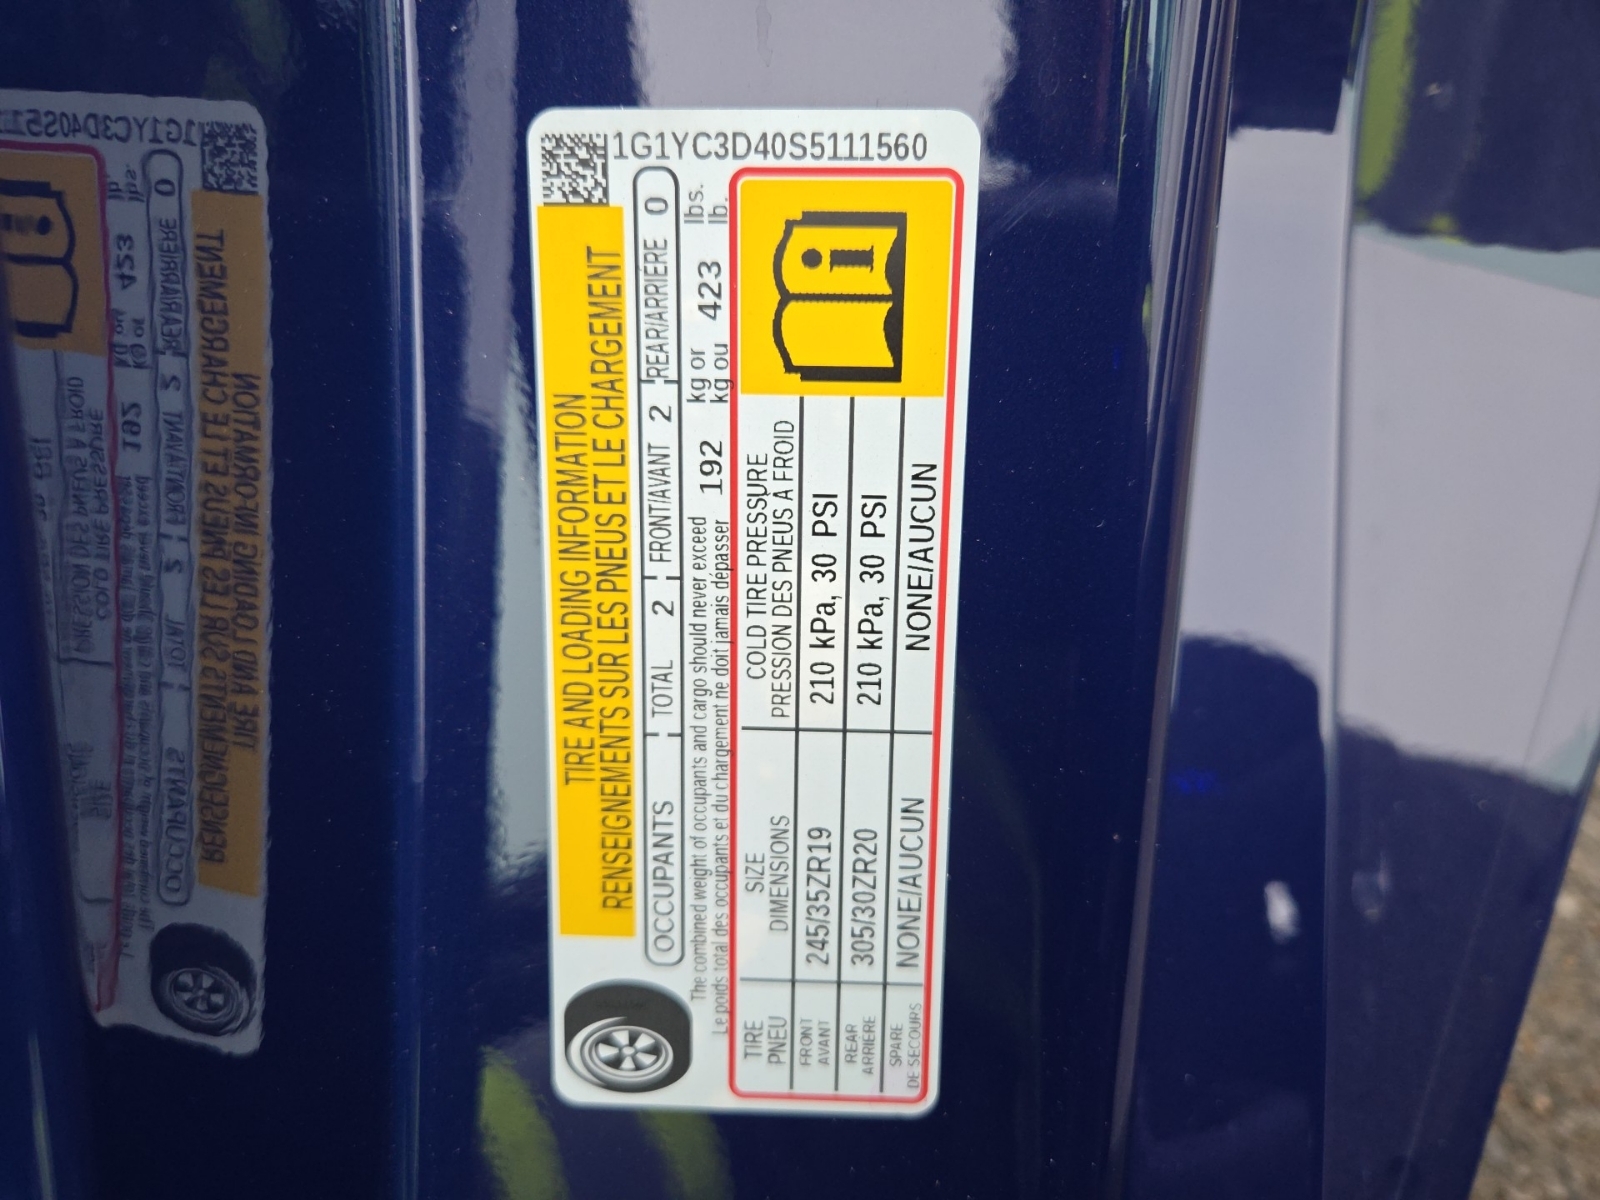 1G1YC3D40S5111560
TIRE AND LOADING INFORMATION
RENSEIGNEMENTS SUR LES PNEUS ET LE CHARGEMENT
OCCUPANTS TOTAL 2 FRONT/AVANT 2 REAR/ARRIÈRE 0
The combined weight of occupants and cargo should never exceed 192 kg or 423 lbs.
Le poids total des occupants et du chargement ne doit jamais dépasser kg ou lb.
TIRE SIZE COLD TIRE PRESSURE
PNEU DIMENSIONS PRESSION DES PNEUS À FROID
FRONT
AVANT 245/35ZR19 210 kPa, 30 PSI
REAR
ARRIÈRE 305/30ZR20 210 kPa, 30 PSI
SPARE
DE SECOURS NONE/AUCUN NONE/AUCUN